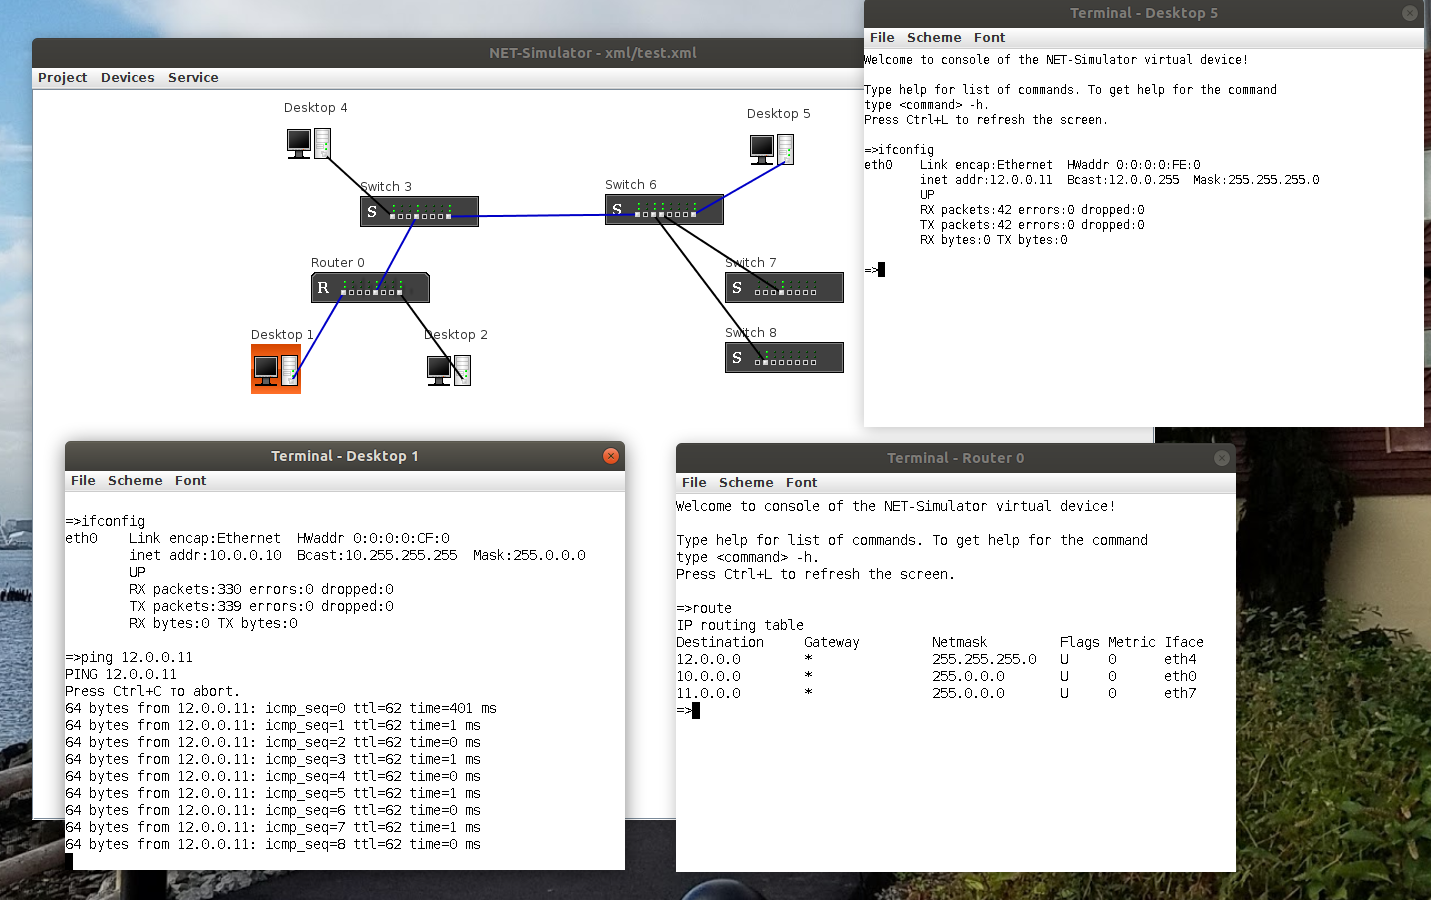 NET-Simulator - xml/test.xml
Project Devices Service
Desktop 4
Desktop 5
Switch 3
S
Switch 6
S
Router 0
R
Switch 7
S
Desktop 1
Desktop 2
Switch 8
S
Terminal - Desktop 5
File Scheme Font
Welcome to console of the NET-Simulator virtual device!
Type help for list of commands. To get help for the command
type <command> -h.
Press Ctrl+L to refresh the screen.
=>ifconfig
eth0 Link encap:Ethernet HWaddr 0:0:0:0:FE:0
inet addr:12.0.0.11 Bcast:12.0.0.255 Mask:255.255.255.0
UP
RX packets:42 errors:0 dropped:0
TX packets:42 errors:0 dropped:0
RX bytes:0 TX bytes:0
=>
Terminal - Desktop 1
File Scheme Font
=>ifconfig
eth0 Link encap:Ethernet HWaddr 0:0:0:0:CF:0
inet addr:10.0.0.10 Bcast:10.255.255.255 Mask:255.0.0.0
UP
RX packets:330 errors:0 dropped:0
TX packets:339 errors:0 dropped:0
RX bytes:0 TX bytes:0
=>ping 12.0.0.11
PING 12.0.0.11
Press Ctrl+C то abort.
64 bytes from 12.0.0.11: icmp_seq=0 ttl=62 time=401 ms
64 bytes from 12.0.0.11: icmp_seq=1 ttl=62 time=1 ms
64 bytes from 12.0.0.11: icmp_seq=2 ttl=62 time=0 ms
64 bytes from 12.0.0.11: icmp_seq=3 ttl=62 time=1 ms
64 bytes from 12.0.0.11: icmp_seq=4 ttl=62 time=0 ms
64 bytes from 12.0.0.11: icmp_seq=5 ttl=62 time=1 ms
64 bytes from 12.0.0.11: icmp_seq=6 ttl=62 time=0 ms
64 bytes from 12.0.0.11: icmp_seq=7 ttl=62 time=1 ms
64 bytes from 12.0.0.11: icmp_seq=8 ttl=62 time=0 ms
Terminal - Router 0
File Scheme Font
Welcome to console of the NET-Simulator virtual device!
Type help for list of commands. To get help for the command
type <command> -h.
Press Ctrl+L to refresh the screen.
=>route
IP routing table
Destination Gateway Netmask Flags Metric Iface
12.0.0.0 * 255.255.255.0 U 0 eth4
10.0.0.0 * 255.0.0.0 U 0 eth0
11.0.0.0 * 255.0.0.0 U 0 eth7
=>